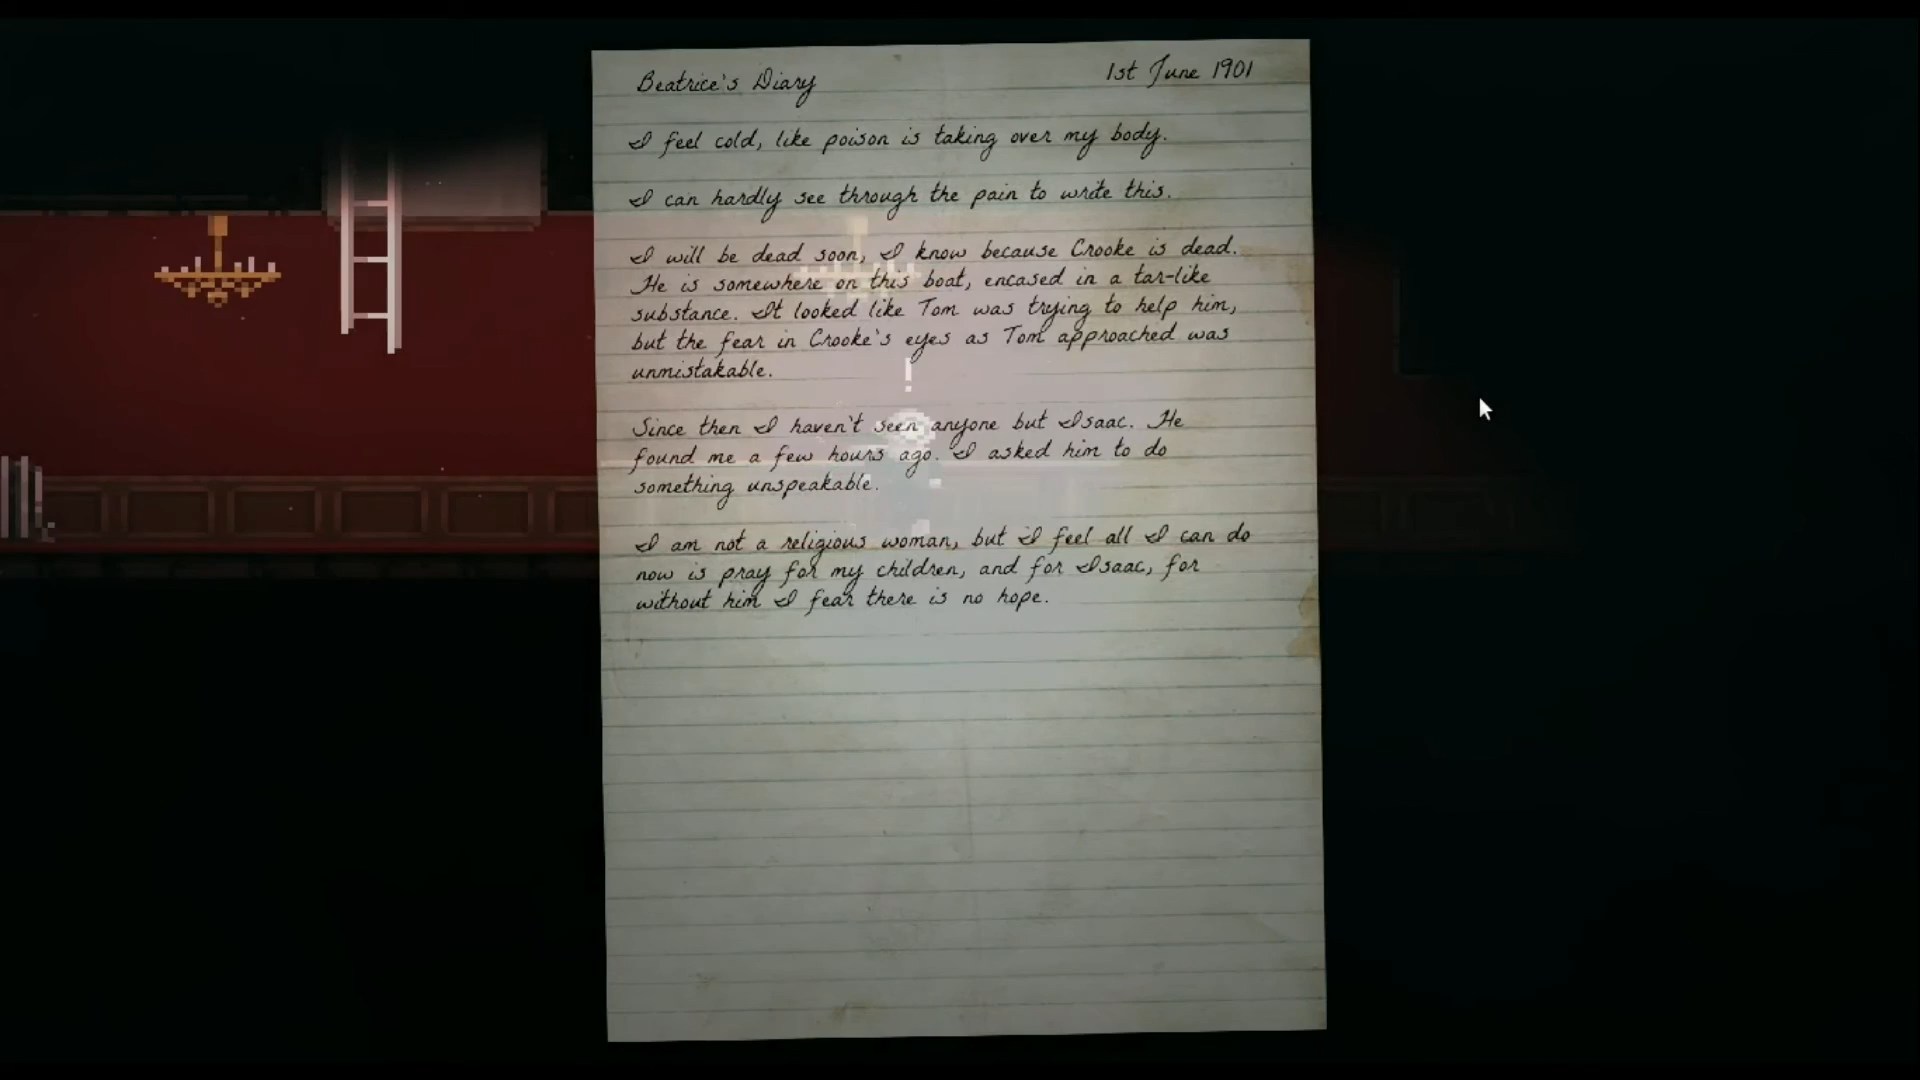 Beatrice's Diary
1st June 1901
I feel cold, like poison is taking over my body.
I can hardly see through the pain to write this.
I will be dead soon, I know because Crooke is dead.
He is somewhere on this boat, encased in a tar-like
substance. It looked like Tom was trying to help him,
but the fear in Crooke's eyes as Tom approached was
unmistakable.
!
Since then I haven't seen anyone but Isaac. He
found me a few hours ago. I asked him to do
something unspeakable.
I am not a religious woman, but I feel all I can do
now is pray for my children, and for Isaac, for
without him I fear there is no hope.